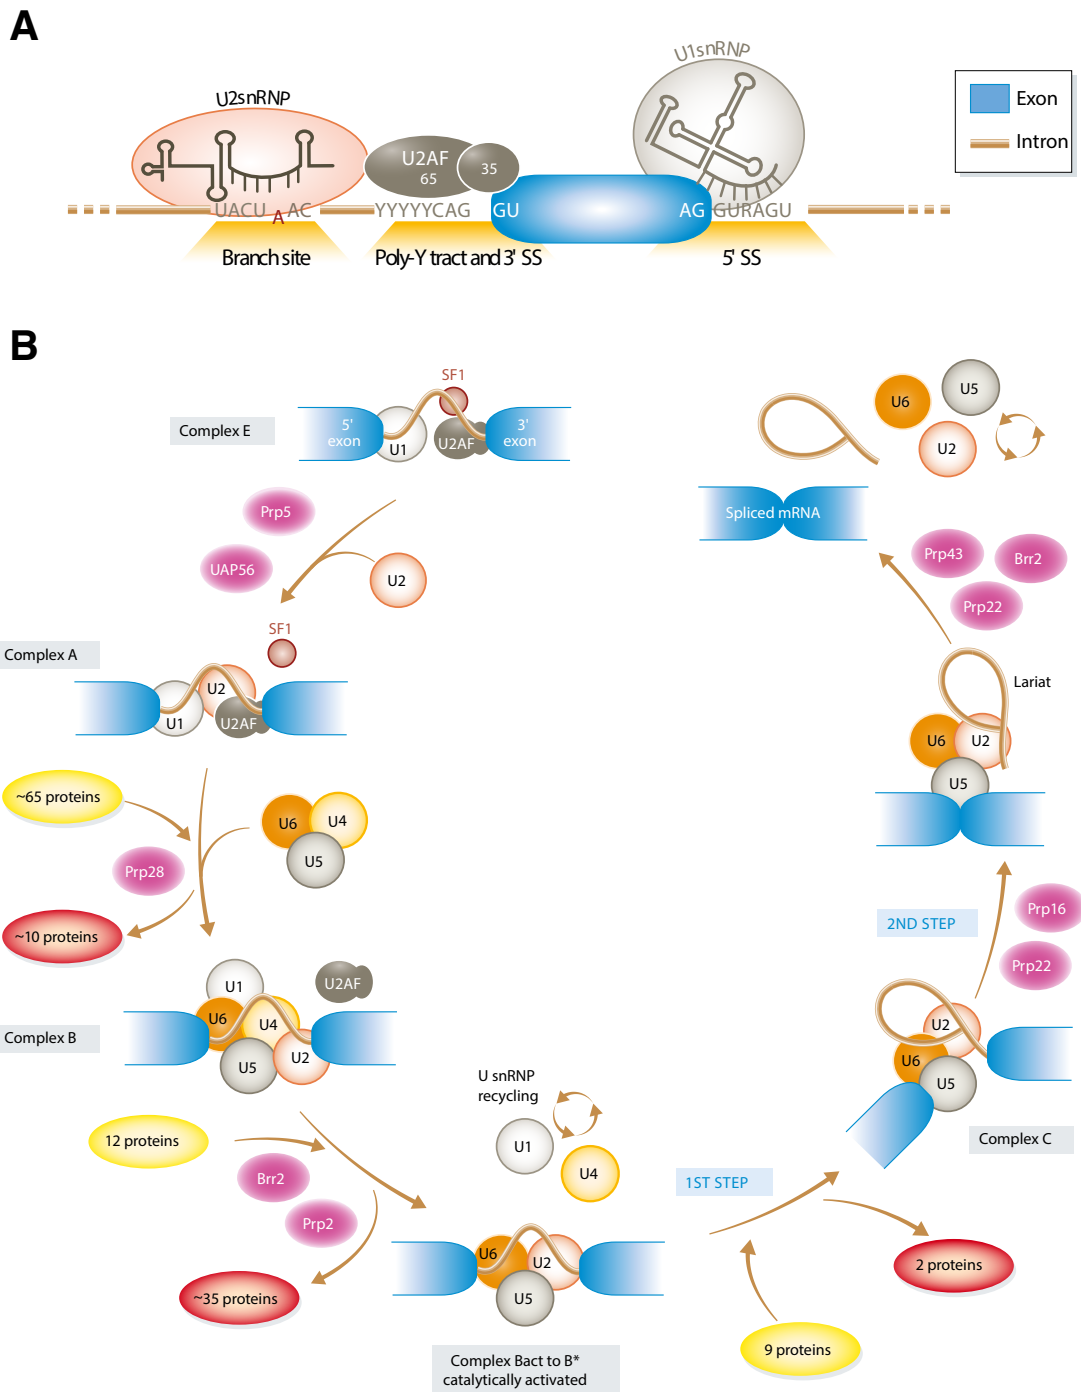 A
U2snRNP
U1snRNP
Exon
Intron
U2AF
65
35
UACU A AC
YYYYYCAG
GU
AG
GURAGU
Branch site
Poly-Y tract and 3' SS
5' SS
B
SF1
Complex E
5'
exon
U1
U2AF
3'
exon
Prp5
UAP56
U2
SF1
Complex A
U1
U2
U2AF
~65 proteins
U6
U4
U5
Prp28
~10 proteins
U1
U2AF
U6
U4
U5
U2
Complex B
12 proteins
Brr2
Prp2
~35 proteins
U snRNP
recycling
U1
U4
U6
U2
U5
Complex Bact to B*
catalytically activated
1ST STEP
9 proteins
2 proteins
U2
U6
U5
Complex C
2ND STEP
Prp16
Prp22
Lariat
U6
U2
U5
Prp43
Brr2
Prp22
Spliced mRNA
U6
U5
U2